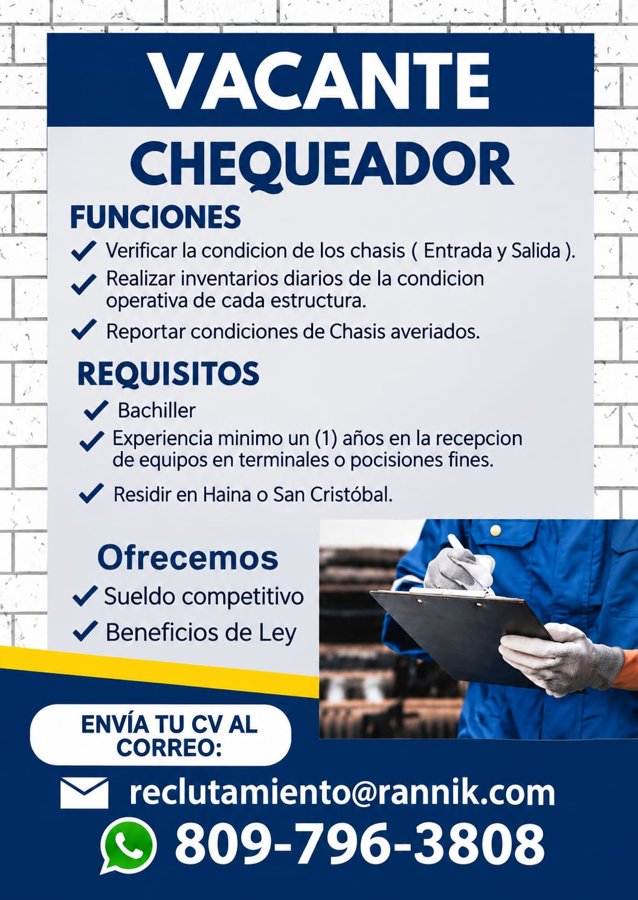 VACANTE
CHEQUEADOR
FUNCIONES
Verificar la condicion de los chasis ( Entrada y Salida ).
Realizar inventarios diarios de la condicion
operativa de cada estructura.
Reportar condiciones de Chasis averiados.
REQUISITOS
Bachiller
Experiencia minimo un (1) años en la recepcion
de equipos en terminales o pocisiones fines.
Residir en Haina o San Cristóbal.
Ofrecemos
Sueldo competitivo
Beneficios de Ley
ENVÍA TU CV AL
CORREO:
reclutamiento@rannik.com
809-796-3808